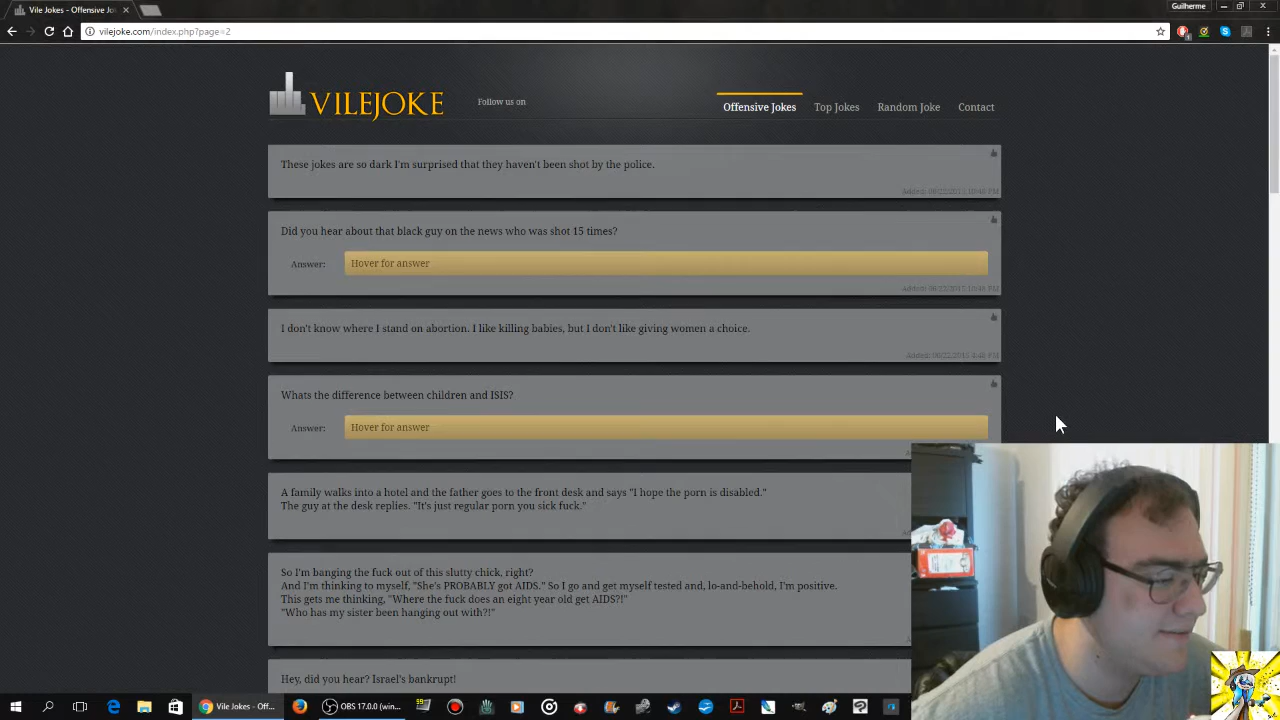 Vile Jokes - Offensive Jo
Guilherme
vilejoke.com/index.php?page=2
VILEJOKE
Follow us on
Offensive Jokes
Top Jokes
Random Joke
Contact
These jokes are so dark I'm surprised that they haven't been shot by the police.
Did you hear about that black guy on the news who was shot 15 times?
Answer:
Hover for answer
I don't know where I stand on abortion. I like killing babies, but I don't like giving women a choice.
Whats the difference between children and ISIS?
Answer:
Hover for answer
A family walks into a hotel and the father goes to the front desk and says "I hope the porn is disabled."
The guy at the desk replies. "It's just regular porn you sick fuck."
So I'm banging the fuck out of this slutty chick, right?
And I'm thinking to myself, "She's PROBABLY got AIDS." So I go and get myself tested and, lo-and-behold, I'm positive.
This gets me thinking, "Where the fuck does an eight year old get AIDS?!"
"Who has my sister been hanging out with?!"
Hey, did you hear? Israel's bankrupt!
Vile Jokes - Off...
OBS 17.0.0 (win...